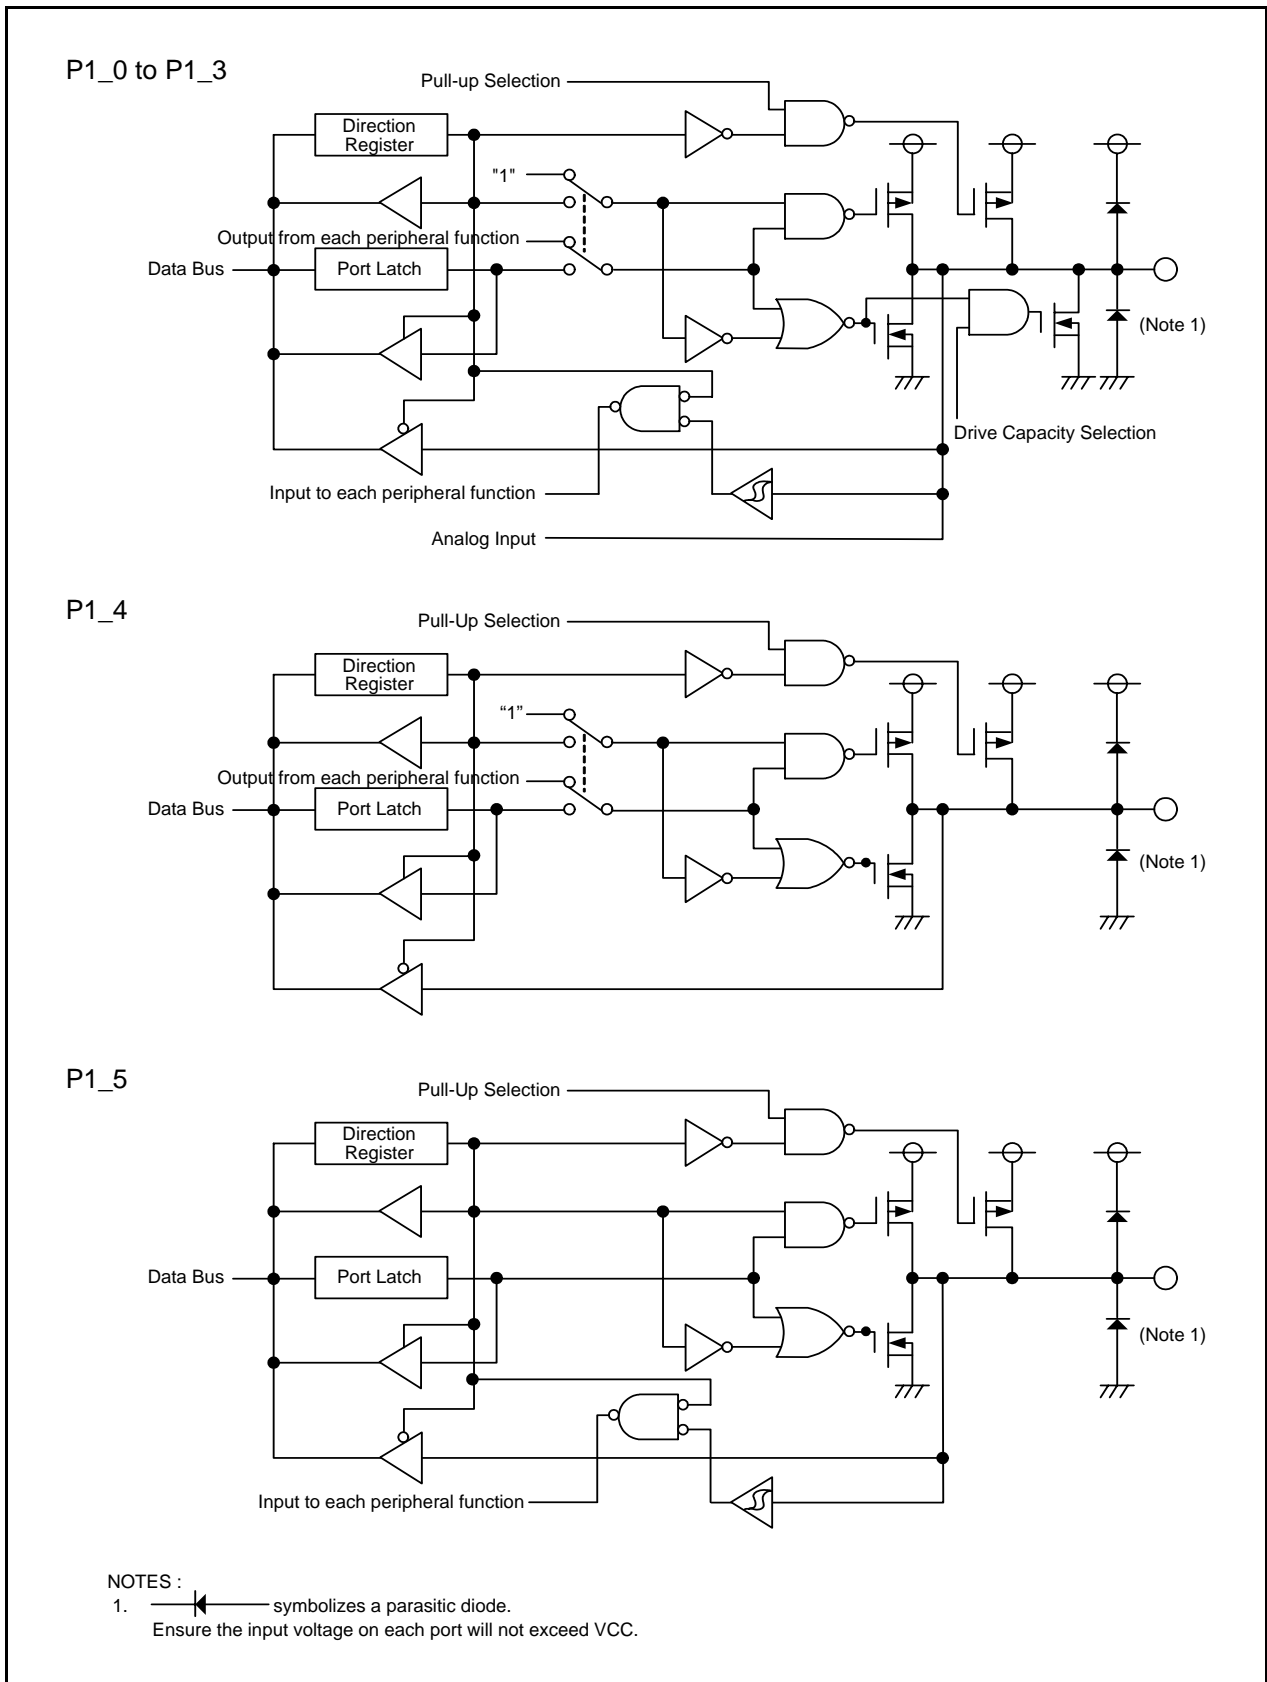 P1_0 to P1_3
Pull-up Selection
Direction
Register
"1"
Output from each peripheral function
Data Bus
Port Latch
(Note 1)
Drive Capacity Selection
Input to each peripheral function
Analog Input
P1_4
Pull-Up Selection
Direction
Register
“1”
Output from each peripheral function
Data Bus
Port Latch
(Note 1)
P1_5
Pull-Up Selection
Direction
Register
Data Bus
Port Latch
(Note 1)
Input to each peripheral function
NOTES :
1. symbolizes a parasitic diode.
Ensure the input voltage on each port will not exceed VCC.